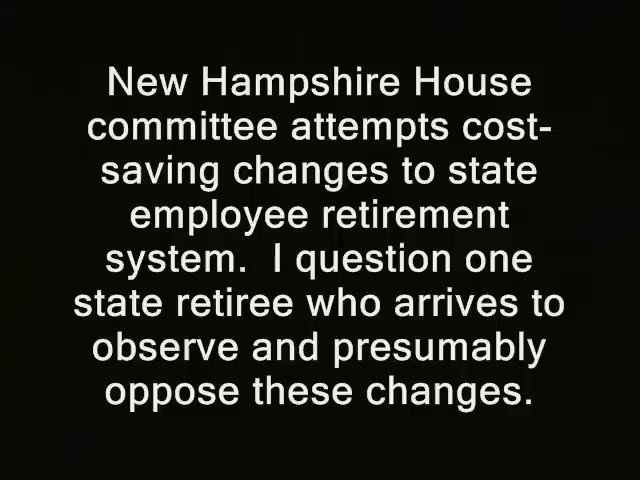 New Hampshire House
committee attempts cost-
saving changes to state
employee retirement
system.  I question one
state retiree who arrives to
observe and presumably
oppose these changes.